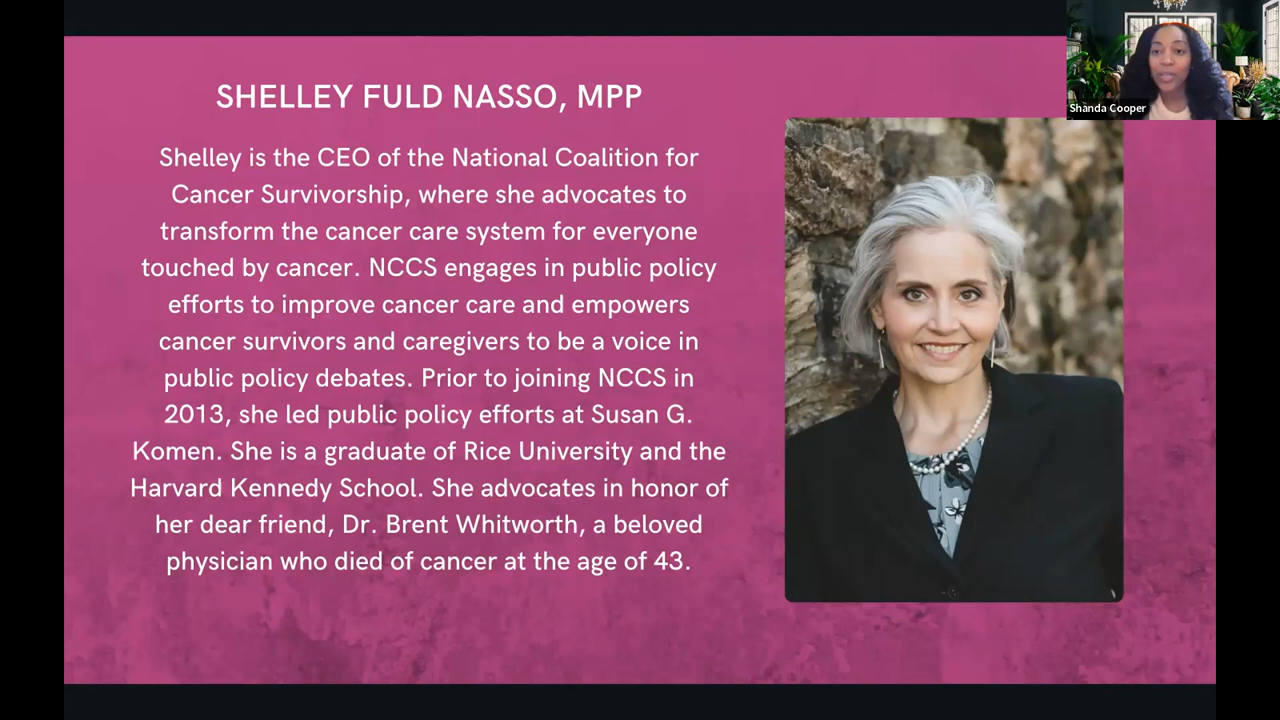 SHELLEY FULD NASSO, MPP
Shelley is the CEO of the National Coalition for
Cancer Survivorship, where she advocates to
transform the cancer care system for everyone
touched by cancer. NCCS engages in public policy
efforts to improve cancer care and empowers
cancer survivors and caregivers to be a voice in
public policy debates. Prior to joining NCCS in
2013, she led public policy efforts at Susan G.
Komen. She is a graduate of Rice University and the
Harvard Kennedy School. She advocates in honor of
her dear friend, Dr. Brent Whitworth, a beloved
physician who died of cancer at the age of 43.
Shanda Cooper